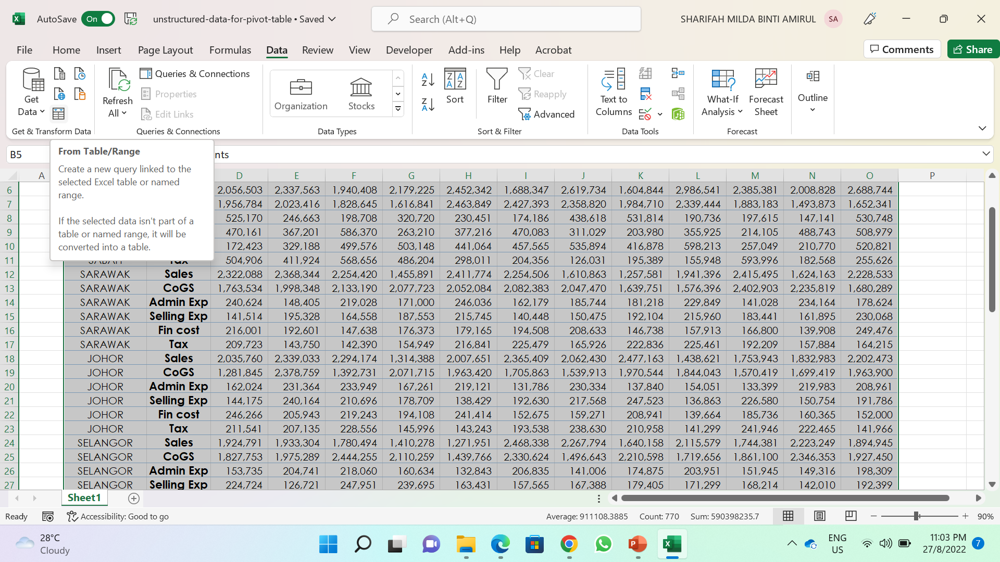 AutoSave On unstructured-data-for-pivot-table • Saved Search (Alt+Q) SHARIFAH MILDA BINTI AMIRUL SA
File Home Insert Page Layout Formulas Data Review View Developer Add-ins Help Acrobat Comments Share
Get Data
Refresh All
Queries & Connections
Properties
Edit Links
Organization Stocks
Sort
Filter
Clear
Reapply
Advanced
Text to Columns
What-If Analysis
Forecast Sheet
Outline
Get & Transform Data Queries & Connections Data Types Sort & Filter Data Tools Forecast
B5 nts
From Table/Range
Create a new query linked to the
selected Excel table or named
range.
If the selected data isn't part of a
table or named range, it will be
converted into a table.
A D E F G H I J K L M N O P
6 2,056,503 2,337,563 1,940,408 2,179,225 2,452,342 1,688,347 2,619,734 1,604,844 2,986,541 2,385,381 2,008,828 2,688,744
7 1,956,784 2,023,416 1,828,645 1,616,841 2,463,849 2,427,393 2,358,820 1,984,710 2,339,444 1,883,183 1,493,873 1,652,341
8 525,170 246,663 198,708 320,720 230,451 174,186 438,618 531,814 190,736 197,615 147,141 530,748
9 470,161 367,201 586,370 263,210 377,216 470,083 311,029 203,980 355,925 214,105 488,743 508,979
10 172,423 329,188 499,576 503,148 441,064 457,565 535,894 416,878 598,213 257,049 210,770 520,821
11 SABAH Tax 504,906 411,924 568,656 486,204 298,011 204,356 126,031 195,389 155,948 593,996 182,568 255,626
12 SARAWAK Sales 2,322,088 2,368,344 2,254,420 1,455,891 2,411,774 2,254,506 1,610,863 1,257,581 1,941,396 2,415,495 1,624,163 2,228,533
13 SARAWAK CoGS 1,763,534 1,998,348 2,133,190 2,077,723 2,052,084 2,082,383 2,047,470 1,639,751 1,576,396 2,402,903 2,235,819 1,680,289
14 SARAWAK Admin Exp 240,624 148,405 219,028 171,000 246,036 162,179 185,744 181,218 229,849 141,028 234,164 178,624
15 SARAWAK Selling Exp 141,514 195,328 164,558 187,553 215,745 140,448 150,475 192,104 215,960 183,441 161,895 230,068
16 SARAWAK Fin cost 216,001 192,601 147,638 176,373 179,165 194,508 208,633 146,738 157,913 166,800 139,908 249,476
17 SARAWAK Tax 209,723 143,750 142,390 154,949 216,841 225,479 165,926 222,836 225,461 192,209 157,884 164,215
18 JOHOR Sales 2,035,760 2,339,033 2,294,174 1,314,388 2,007,651 2,365,409 2,062,430 2,477,163 1,438,621 1,753,943 1,832,983 2,202,473
19 JOHOR CoGS 1,281,845 2,378,759 1,392,731 2,071,715 1,963,420 1,705,863 1,539,913 1,970,544 1,844,043 1,570,419 1,699,419 1,963,900
20 JOHOR Admin Exp 162,024 231,364 233,949 167,261 219,121 131,786 230,334 137,840 154,051 133,399 219,983 208,961
21 JOHOR Selling Exp 144,175 240,164 210,696 178,709 138,429 192,630 217,568 247,523 136,863 226,580 150,754 191,786
22 JOHOR Fin cost 246,266 205,943 219,243 194,108 241,414 152,675 159,271 208,941 139,664 185,736 160,365 152,000
23 JOHOR Tax 211,541 207,135 228,556 145,996 143,243 193,538 238,630 210,958 141,299 241,946 222,465 141,966
24 SELANGOR Sales 1,924,791 1,933,304 1,780,494 1,410,278 1,271,951 2,468,338 2,267,794 1,640,158 2,115,579 1,744,381 2,223,249 1,894,945
25 SELANGOR CoGS 1,827,753 1,975,289 2,444,255 2,110,259 1,439,766 2,330,624 1,496,643 2,210,598 1,719,656 1,861,100 2,346,353 1,927,450
26 SELANGOR Admin Exp 153,735 204,741 218,060 160,634 132,843 206,835 141,006 174,875 203,951 151,945 149,316 198,309
27 SELANGOR Selling Exp 224,724 126,721 247,951 239,695 163,431 157,565 167,388 179,405 171,299 168,214 142,010 192,399
Sheet1
Ready Accessibility: Good to go Average: 911108.3885 Count: 770 Sum: 590398235.7 90%
28°C
Cloudy
ENG
US
11:03 PM
27/8/2022
7